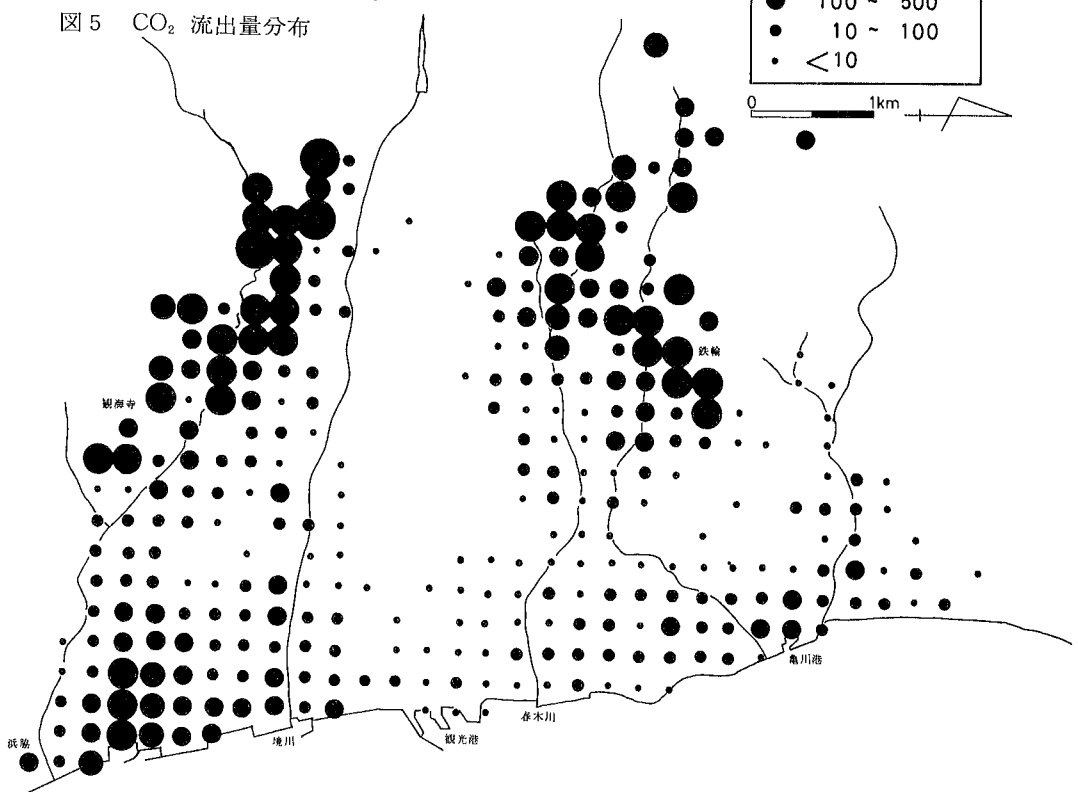 図5 CO₂ 流出量分布
100 ~ 500
10 ~ 100
<10
0 1km
鉄輪
観海寺
亀川港
春木川
浜脇
境川
観光港